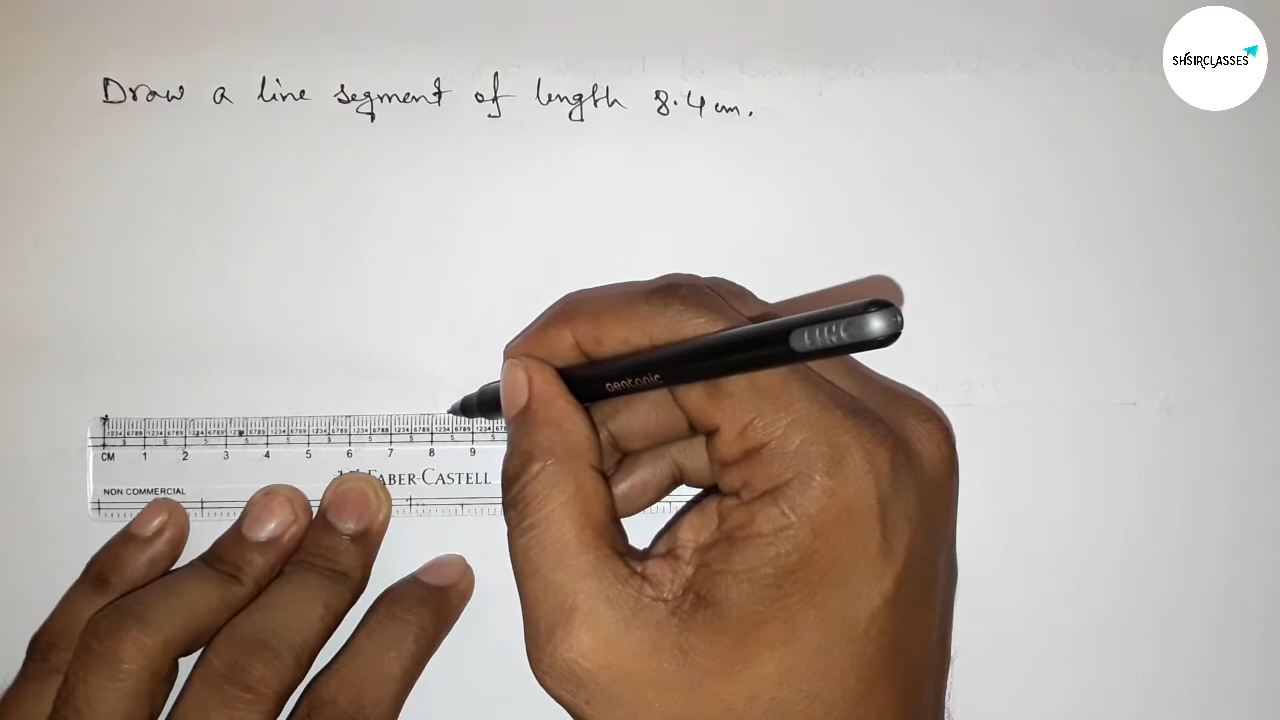 SHSIRCLASSES
Draw a line segment of length 8.4 cm.
pentonic
CM 1 2 3 4 5 6 7 8 9
FABER-CASTELL
NON COMMERCIAL